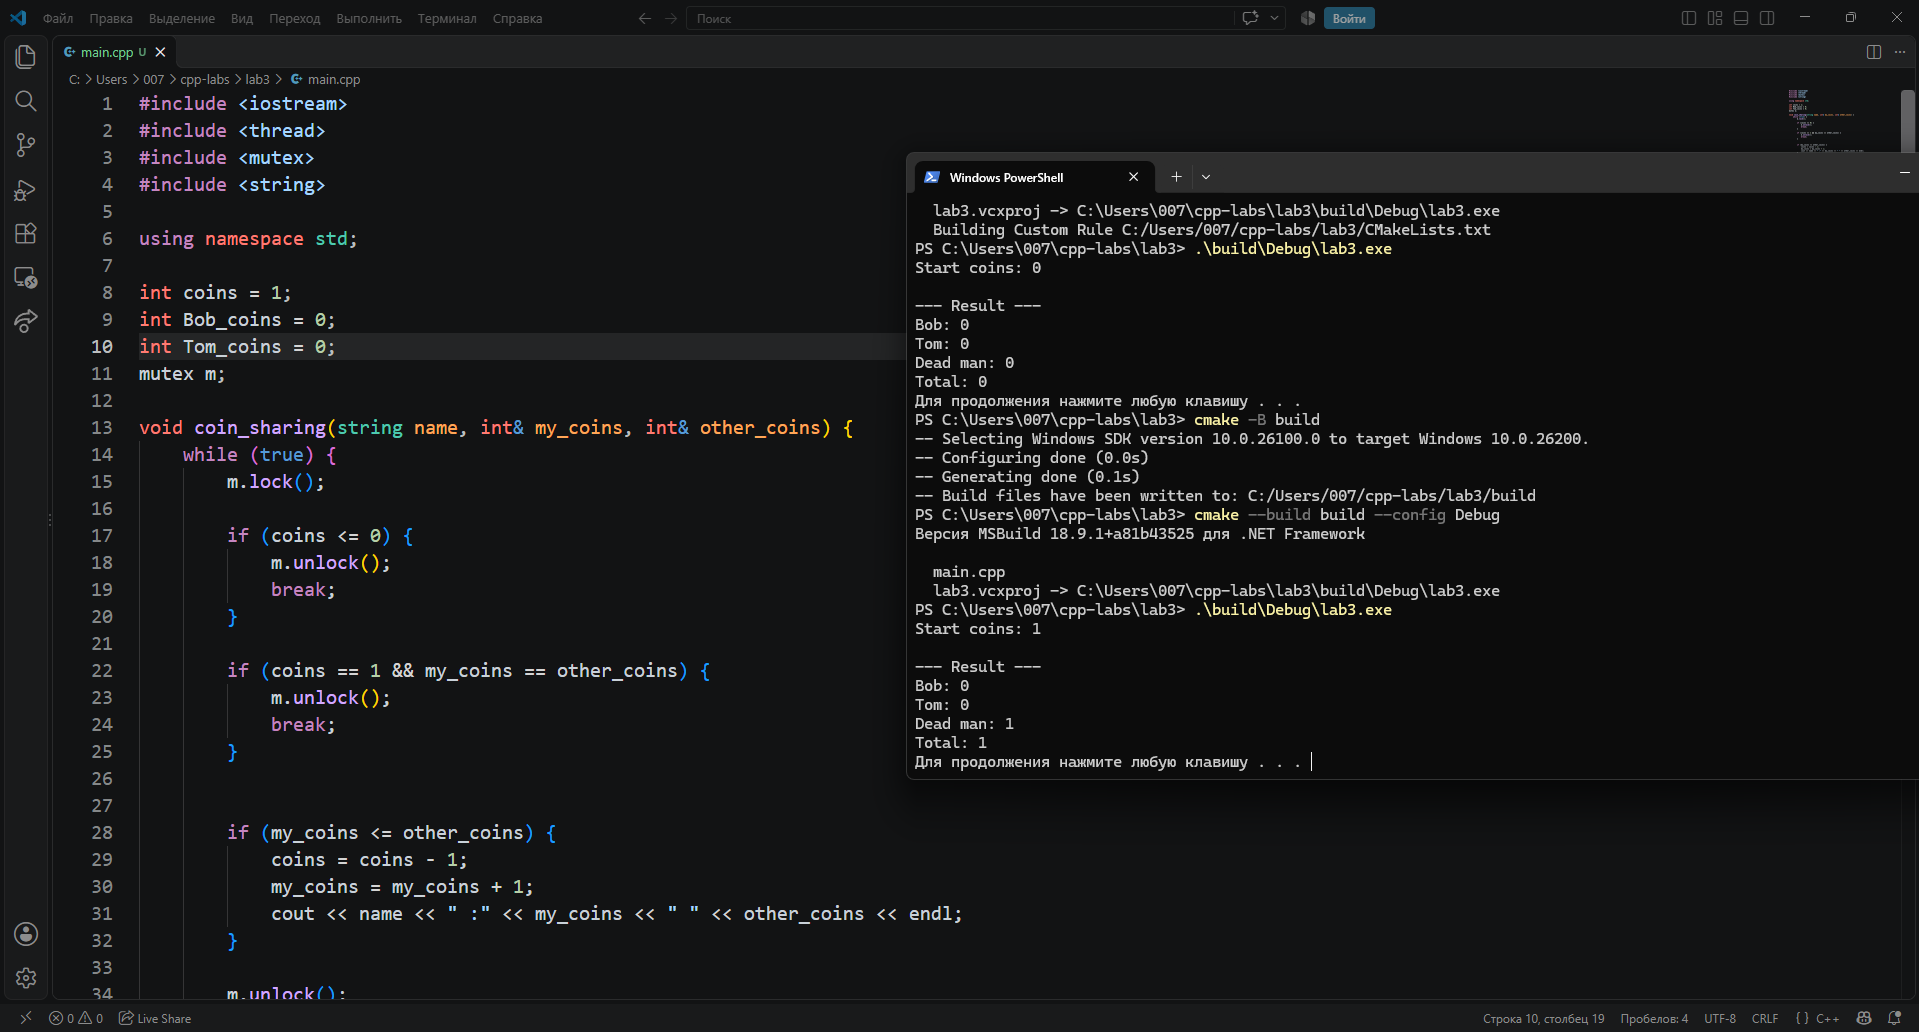 Файл Правка Выделение Вид Переход Выполнить Терминал Справка Поиск Войти
main.cpp U
C: > Users > 007 > cpp-labs > lab3 > main.cpp
1 #include <iostream>
2 #include <thread>
3 #include <mutex>
4 #include <string>
5
6 using namespace std;
7
8 int coins = 1;
9 int Bob_coins = 0;
10 int Tom_coins = 0;
11 mutex m;
12
13 void coin_sharing(string name, int& my_coins, int& other_coins) {
14 while (true) {
15 m.lock();
16
17 if (coins <= 0) {
18 m.unlock();
19 break;
20 }
21
22 if (coins == 1 && my_coins == other_coins) {
23 m.unlock();
24 break;
25 }
26
27
28 if (my_coins <= other_coins) {
29 coins = coins - 1;
30 my_coins = my_coins + 1;
31 cout << name << " :" << my_coins << " " << other_coins << endl;
32 }
33
34 m.unlock();
Windows PowerShell
lab3.vcxproj -> C:\Users\007\cpp-labs\lab3\build\Debug\lab3.exe
Building Custom Rule C:/Users/007/cpp-labs/lab3/CMakeLists.txt
PS C:\Users\007\cpp-labs\lab3> .\build\Debug\lab3.exe
Start coins: 0
--- Result ---
Bob: 0
Tom: 0
Dead man: 0
Total: 0
Для продолжения нажмите любую клавишу . . .
PS C:\Users\007\cpp-labs\lab3> cmake -B build
-- Selecting Windows SDK version 10.0.26100.0 to target Windows 10.0.26200.
-- Configuring done (0.0s)
-- Generating done (0.1s)
-- Build files have been written to: C:/Users/007/cpp-labs/lab3/build
PS C:\Users\007\cpp-labs\lab3> cmake --build build --config Debug
Версия MSBuild 18.9.1+a81b43525 для .NET Framework
main.cpp
lab3.vcxproj -> C:\Users\007\cpp-labs\lab3\build\Debug\lab3.exe
PS C:\Users\007\cpp-labs\lab3> .\build\Debug\lab3.exe
Start coins: 1
--- Result ---
Bob: 0
Tom: 0
Dead man: 1
Total: 1
Для продолжения нажмите любую клавишу . . .
0 0 Live Share Строка 10, столбец 19 Пробелов: 4 UTF-8 CRLF {} C++